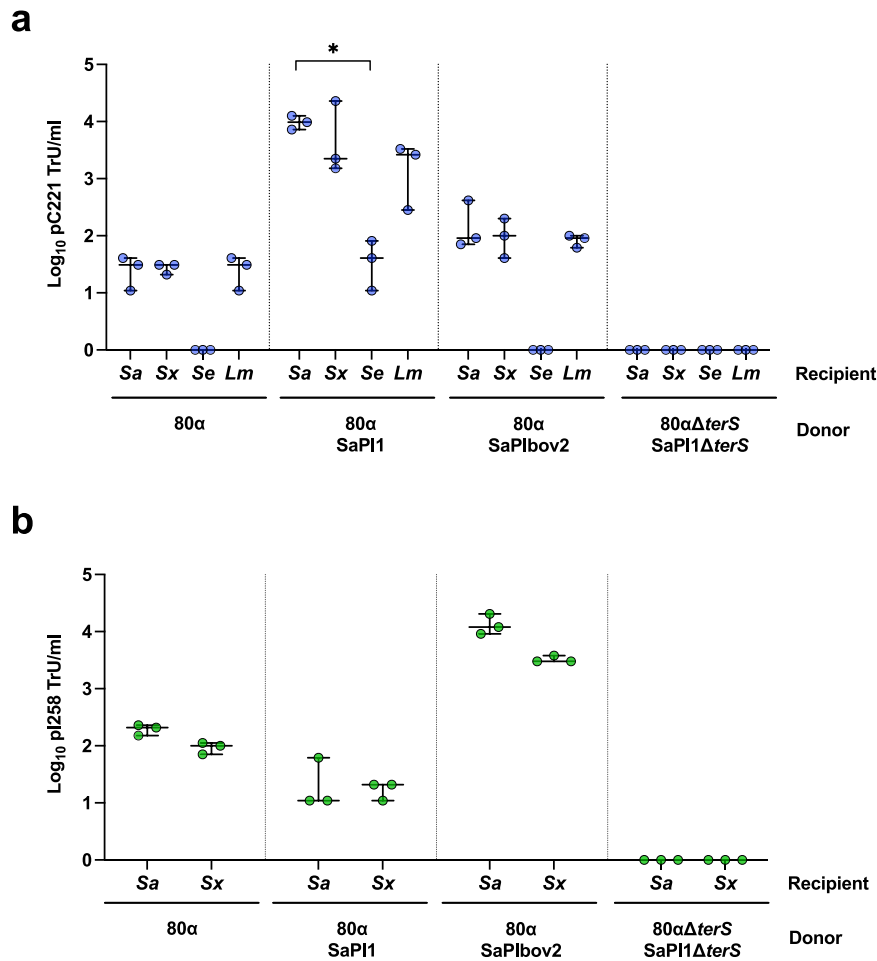 a
*
5
4
3
2
1
0
Log10 pC221 TrU/ml
Sa Sx Se Lm Sa Sx Se Lm Sa Sx Se Lm Sa Sx Se Lm Recipient
80α 80α 80α 80αΔterS Donor
SaPI1 SaPIbov2 SaPI1ΔterS
b
5
4
3
2
1
0
Log10 pI258 TrU/ml
Sa Sx Sa Sx Sa Sx Sa Sx Recipient
80α 80α 80α 80αΔterS Donor
SaPI1 SaPIbov2 SaPI1ΔterS